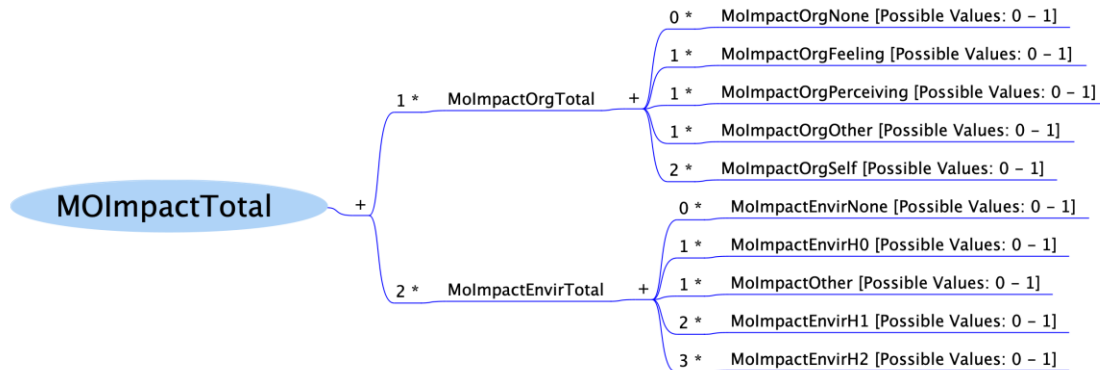 0 * MoImpactOrgNone [Possible Values: 0 – 1]
1 * MoImpactOrgFeeling [Possible Values: 0 – 1]
1 * MoImpactOrgPerceiving [Possible Values: 0 – 1]
1 * MoImpactOrgTotal +
1 * MoImpactOrgOther [Possible Values: 0 – 1]
2 * MoImpactOrgSelf [Possible Values: 0 – 1]
MOImpactTotal +
0 * MoImpactEnvirNone [Possible Values: 0 – 1]
1 * MoImpactEnvirH0 [Possible Values: 0 – 1]
1 * MoImpactOther [Possible Values: 0 – 1]
2 * MoImpactEnvirTotal +
2 * MoImpactEnvirH1 [Possible Values: 0 – 1]
3 * MoImpactEnvirH2 [Possible Values: 0 – 1]